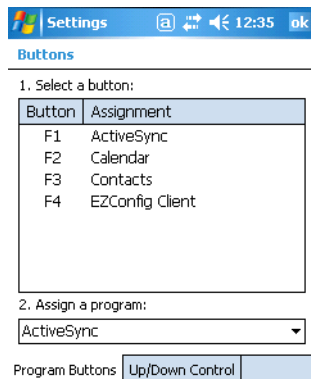 Settings a 12:35 ok
Buttons
1. Select a button:
Button Assignment
F1 ActiveSync
F2 Calendar
F3 Contacts
F4 EZConfig Client
2. Assign a program:
ActiveSync
Program Buttons Up/Down Control